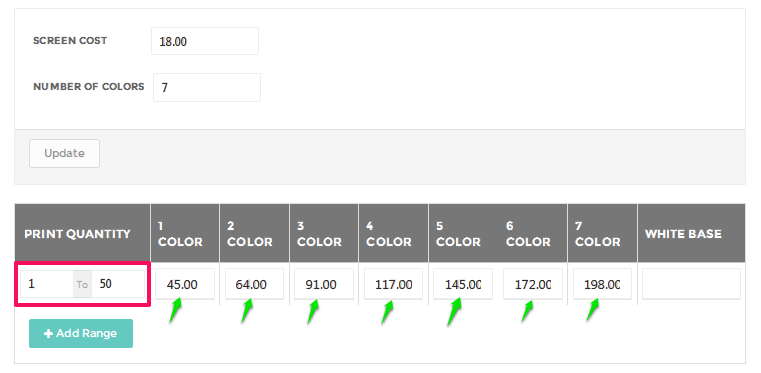 SCREEN COST 18.00
NUMBER OF COLORS 7
Update
PRINT QUANTITY 1 COLOR 2 COLOR 3 COLOR 4 COLOR 5 COLOR 6 COLOR 7 COLOR WHITE BASE
1 To 50 45.00 64.00 91.00 117.00 145.00 172.00 198.00
+ Add Range